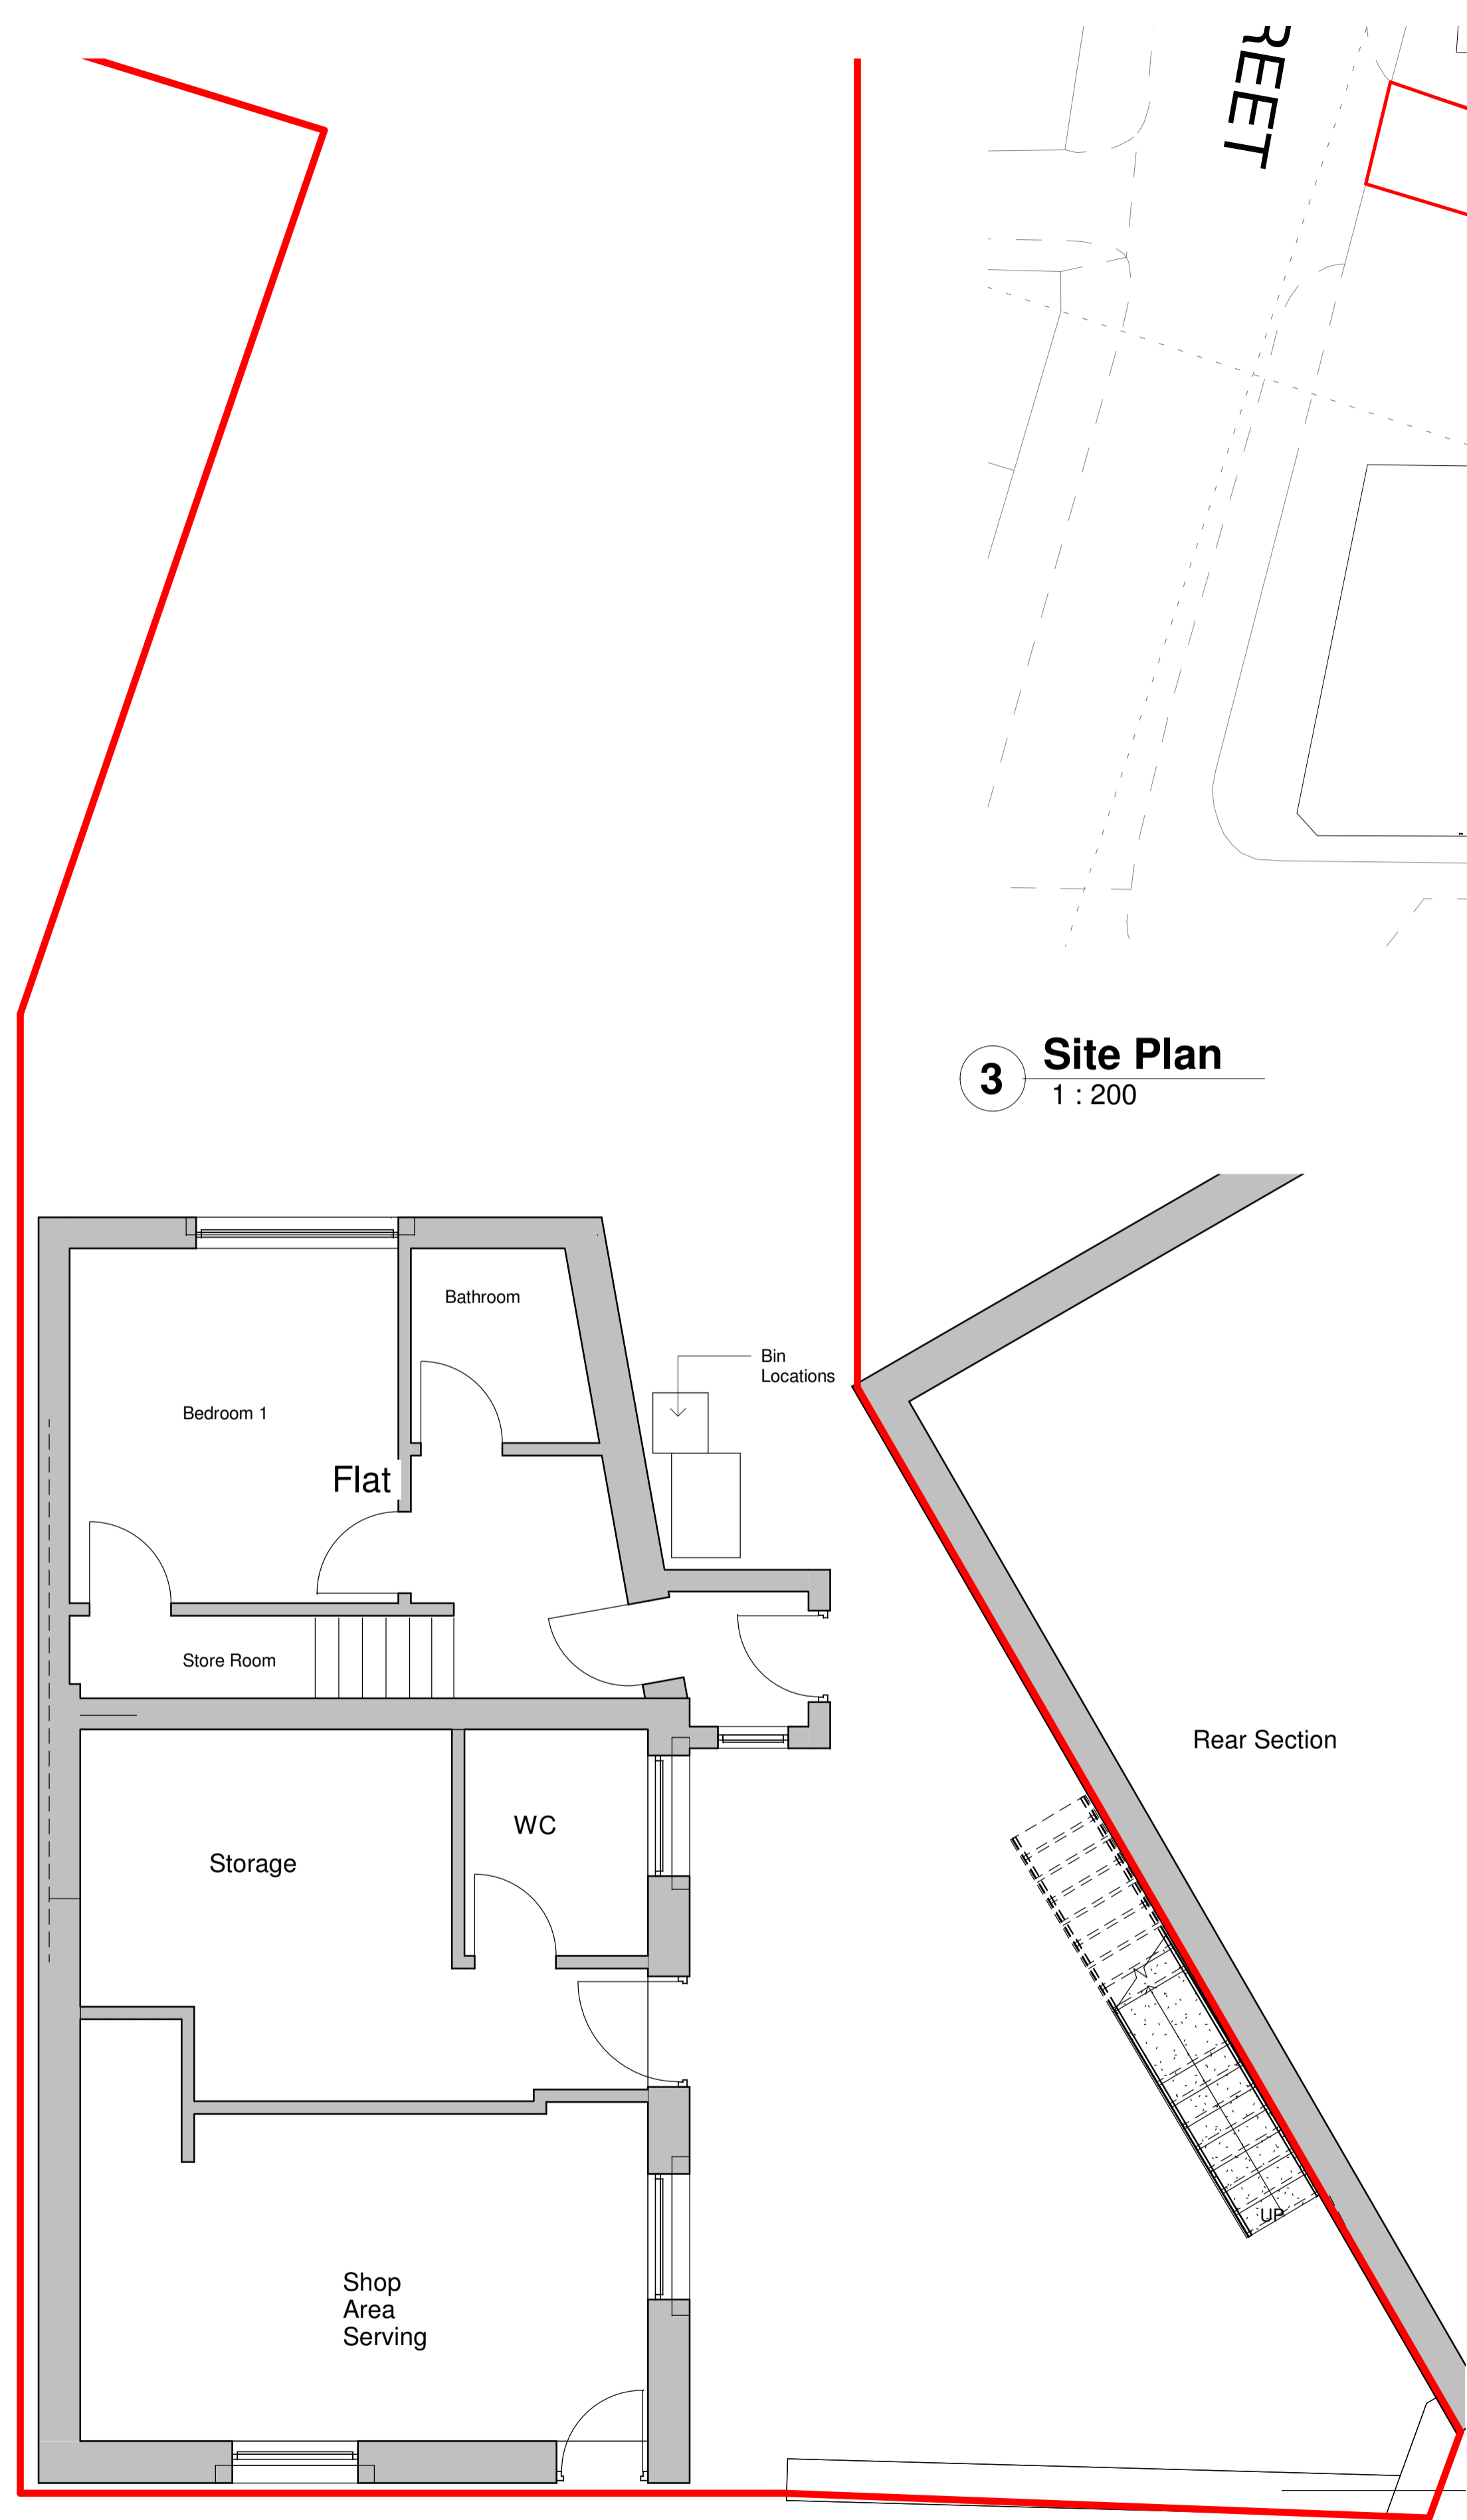 REET
3
Site Plan
1 : 200
Bathroom
Bin
Locations
Bedroom 1
Flat
Store Room
Rear Section
WC
Storage
UP
Shop
Area
Serving